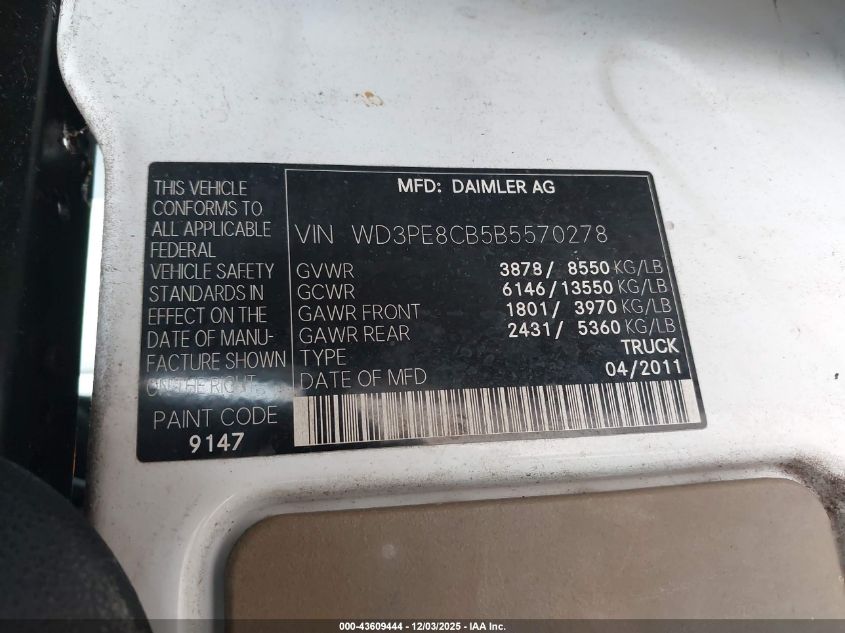 THIS VEHICLE
CONFORMS TO
ALL APPLICABLE
FEDERAL
VEHICLE SAFETY
STANDARDS IN
EFFECT ON THE
DATE OF MANU-
FACTURE SHOWN
ON THE RIGHT.
PAINT CODE
9147
MFD: DAIMLER AG
VIN WD3PE8CB5B5570278
GVWR 3878/ 8550 KG/LB
GCWR 6146/13550 KG/LB
GAWR FRONT 1801/ 3970 KG/LB
GAWR REAR 2431/ 5360 KG/LB
TYPE TRUCK
DATE OF MFD 04/2011
000-43609444 - 12/03/2025 - IAA Inc.